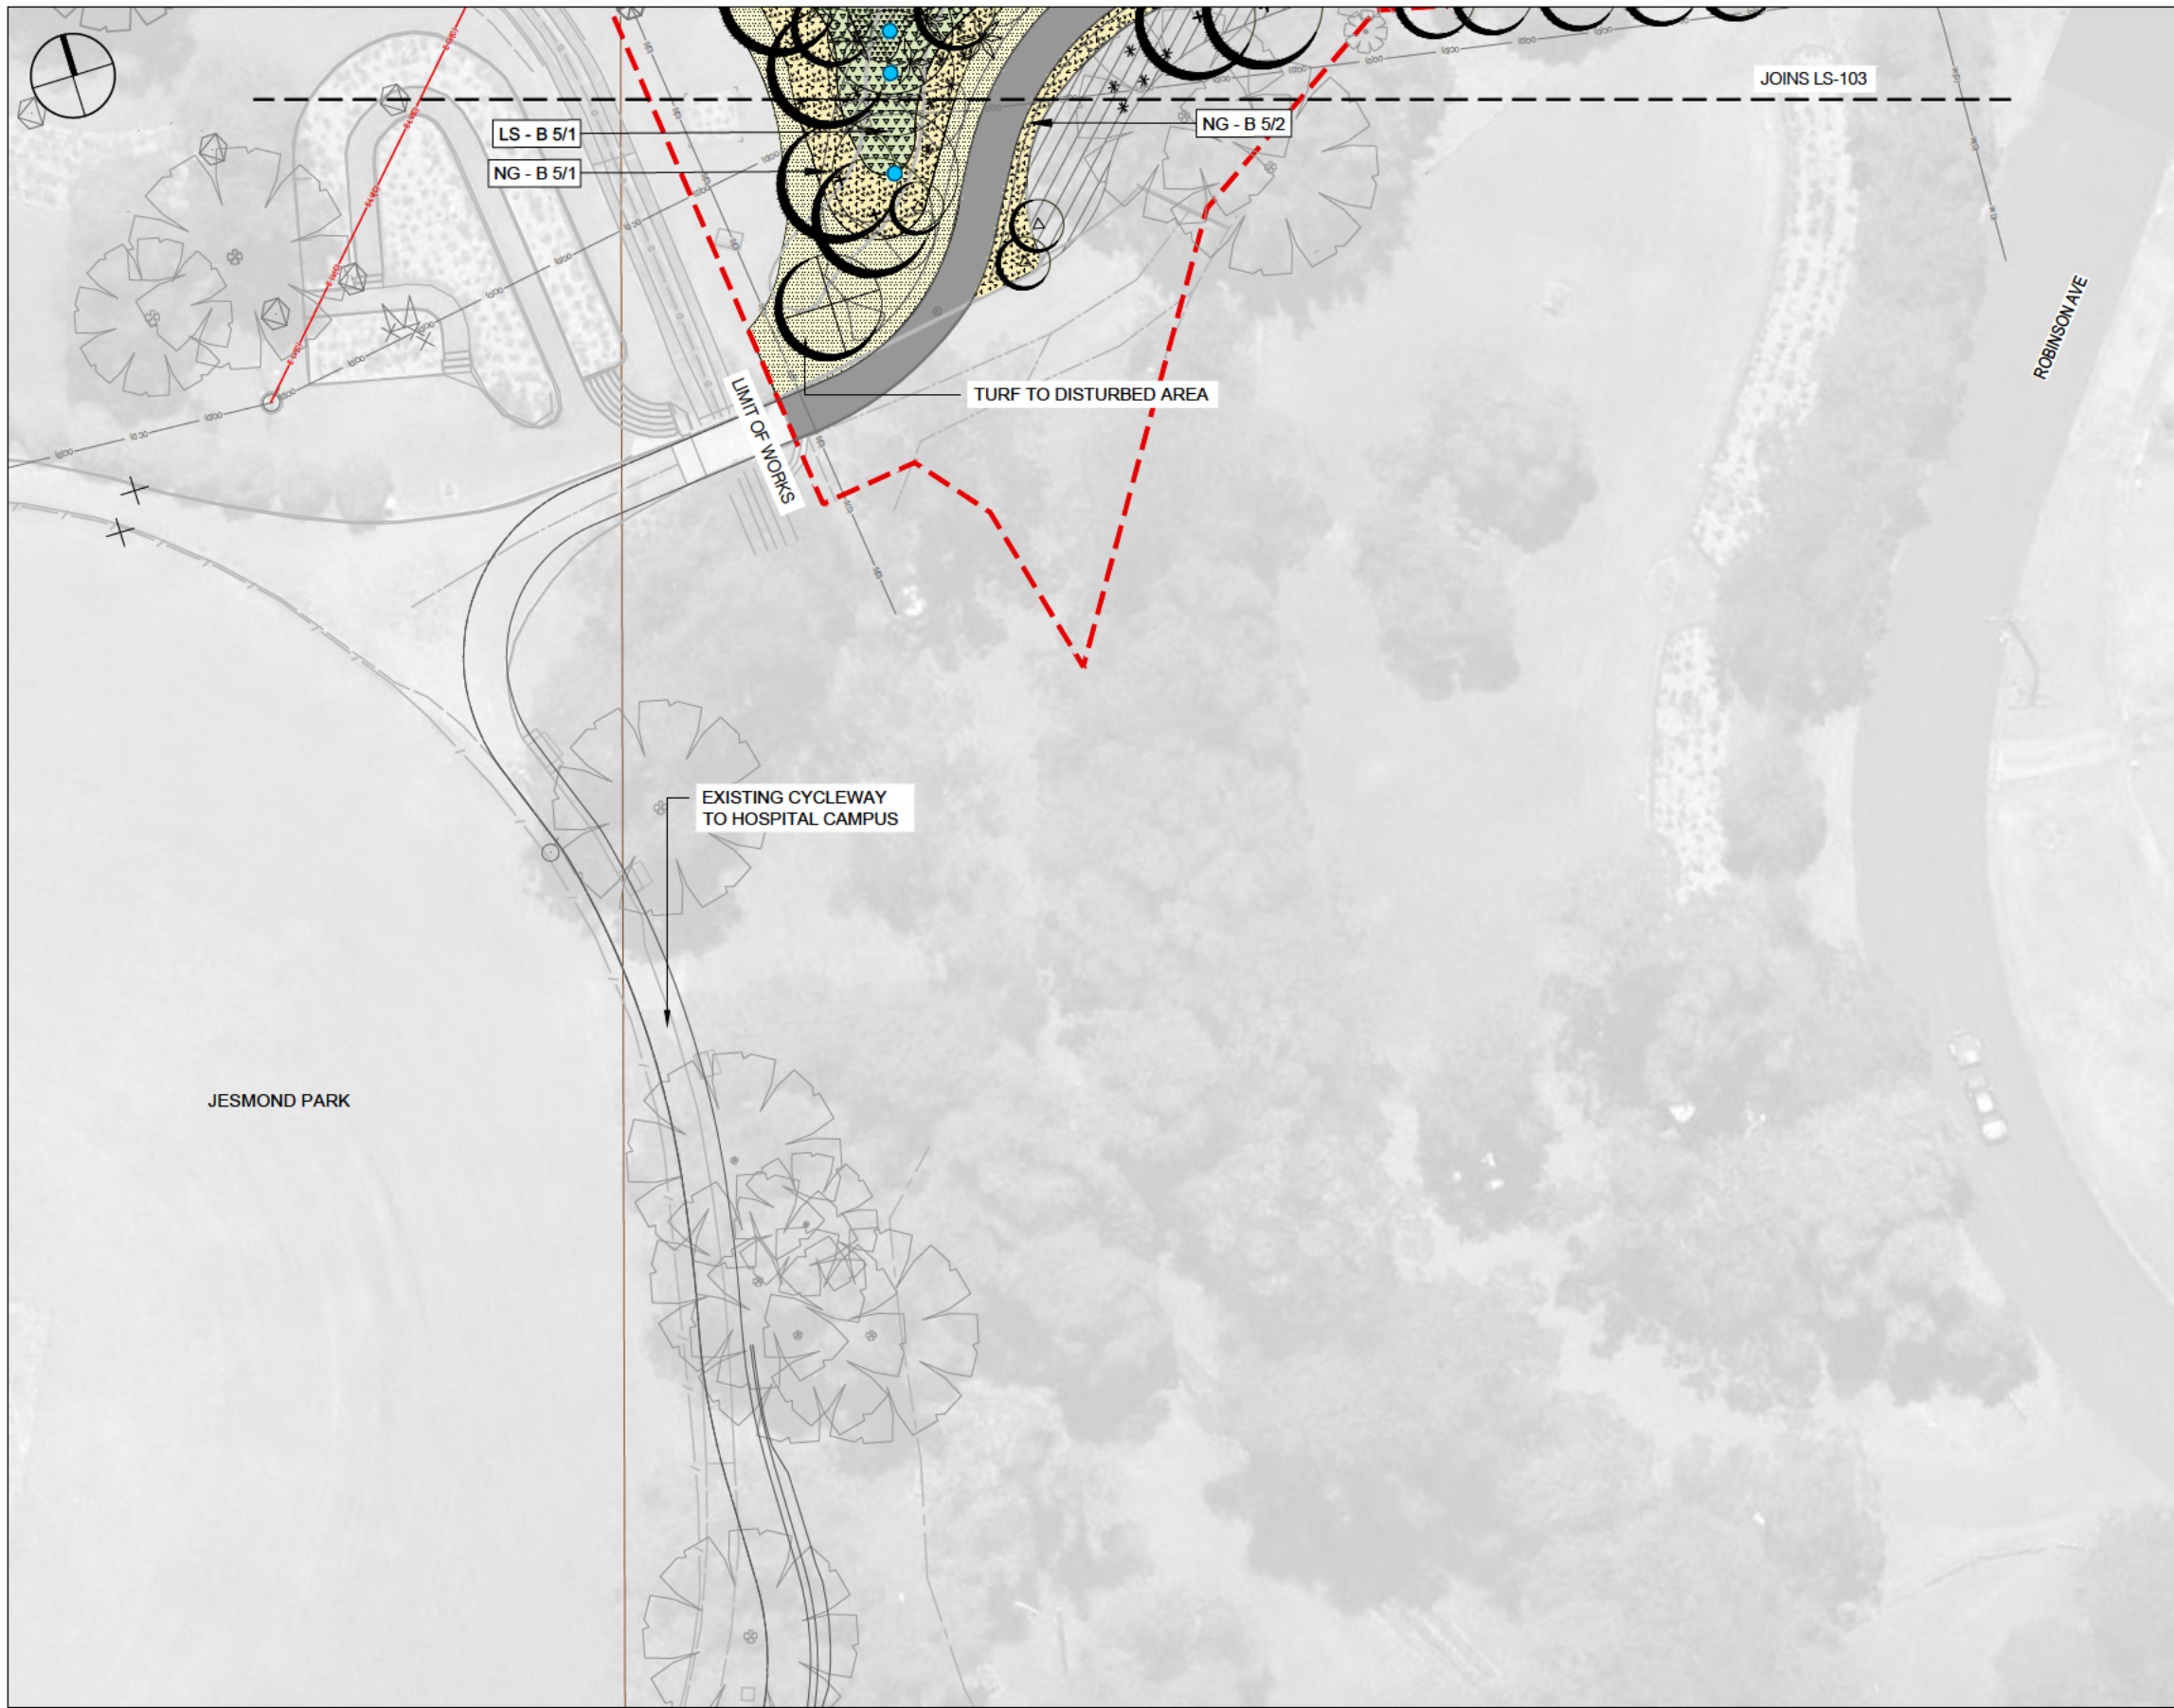 JOINS LS-103
LS - B 5/1
NG - B 5/2
NG - B 5/1
ROBINSON AVE
TURF TO DISTURBED AREA
LIMIT OF WORKS
EXISTING CYCLEWAY
TO HOSPITAL CAMPUS
JESMOND PARK